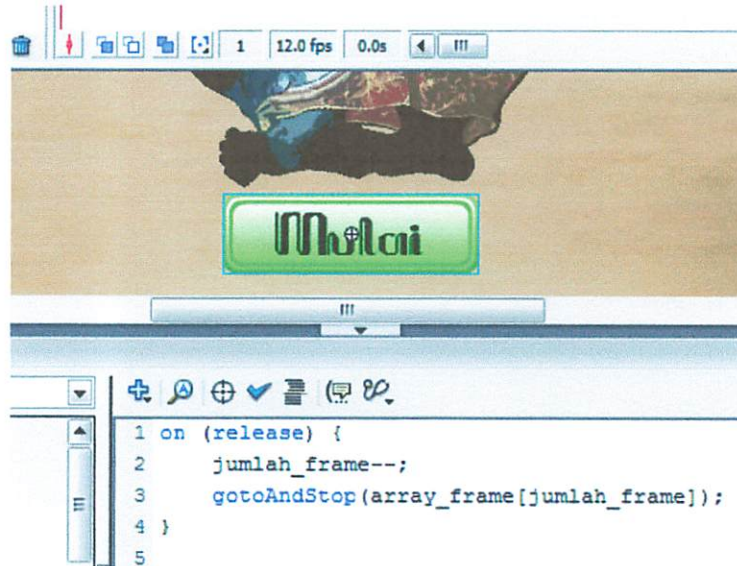 1 12.0 fps 0.0s
Mulai
1 on (release) {
2 jumlah_frame--;
3 gotoAndStop(array_frame[jumlah_frame]);
4 }
5